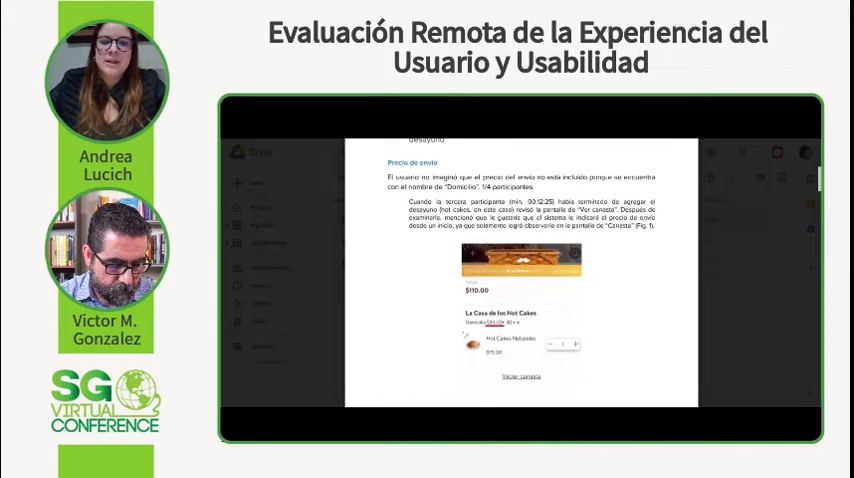 Evaluación Remota de la Experiencia del
Usuario y Usabilidad
Andrea
Lucich
Victor M.
Gonzalez
SG
VIRTUAL
CONFERENCE
desayuno
Precio de envío
El usuario no imaginó que el precio del envío no está incluido porque se encuentra
con el nombre de "Domicilio". 1/4 participantes
Cuando la tercera participante (min. 00:12:25) había terminado de agregar el
desayuno (hot cakes, en este caso) revisó la pantalla de "Ver canasta". Después de
examinarla, mencionó que le gustaría que el sistema le indicará el precio de envío
desde un inicio, ya que solamente logró observarlo en la pantalla de "Canasta" (Fig. 1).
$110.00
La Casa de los Hot Cakes
Domicilio
Hot Cakes Naturales
1
$75.00
Vaciar canasta
Drive